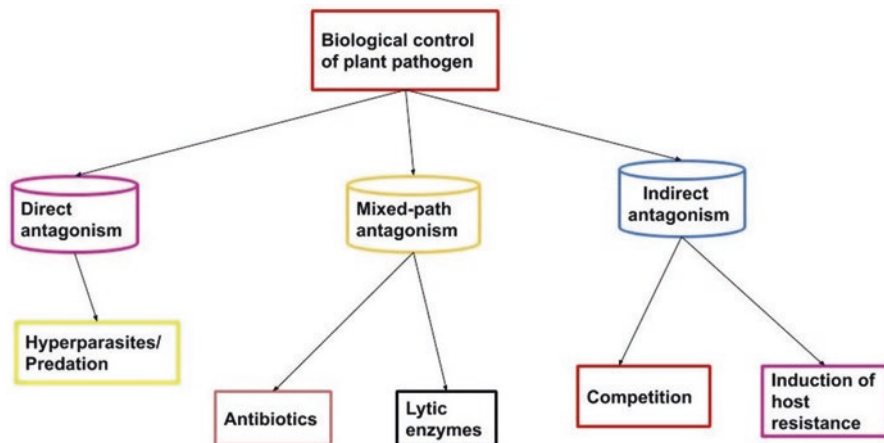 Biological control
of plant pathogen
Direct
antagonism
Mixed-path
antagonism
Indirect
antagonism
Hyperparasites/
Predation
Antibiotics
Lytic
enzymes
Competition
Induction of
host
resistance